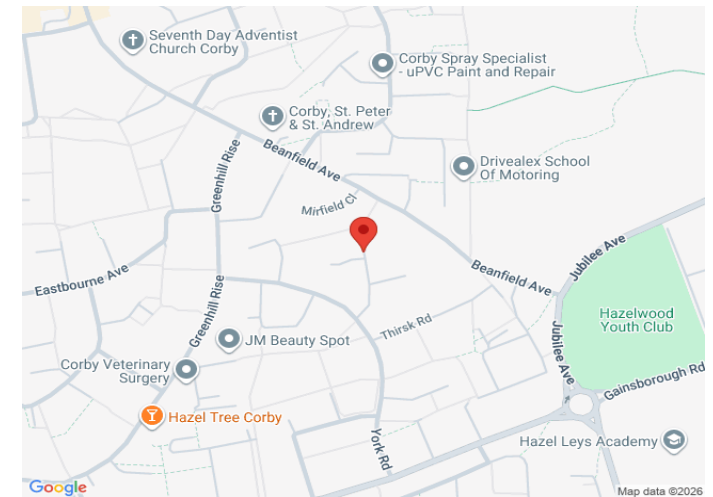 Seventh Day Adventist
Church Corby
Corby Spray Specialist
- uPVC Paint and Repair
Corby, St. Peter
& St. Andrew
Beanfield Ave
Greenhill Rise
Drivealex School
Of Motoring
Mirfield Cl
Jubilee Ave
Eastbourne Ave
Beanfield Ave
Greenhill Rise
Hazelwood
Youth Club
Thirsk Rd
JM Beauty Spot
Jubilee Ave
Corby Veterinary
Surgery
Gainsborough Rd
Hazel Tree Corby
York Rd
Hazel Leys Academy
Google
Map data ©2026